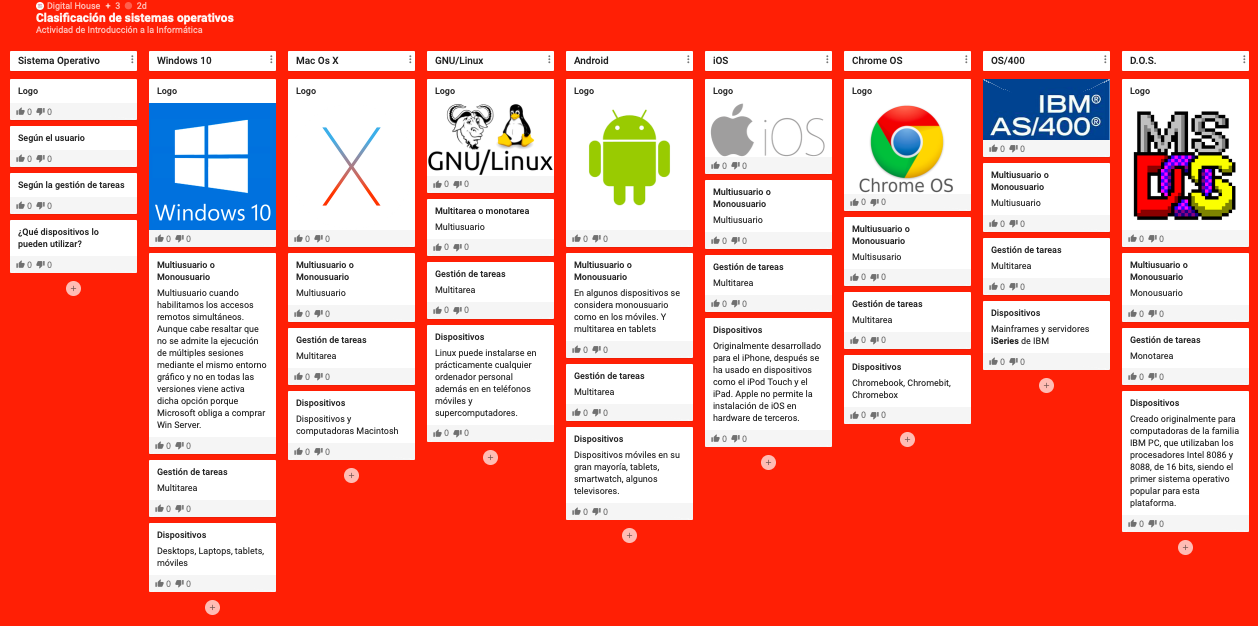 Digital House + 3 2d
Clasificación de sistemas operativos
Actividad de Introducción a la Informática
Sistema Operativo
Logo
0 0
Según el usuario
0 0
Según la gestión de tareas
0 0
¿Qué dispositivos lo
pueden utilizar?
0 0
Windows 10
Logo
Windows 10
0 0
Multiusuario o
Monousuario
Multiusuario cuando
habilitamos los accesos
remotos simultáneos.
Aunque cabe resaltar que
no se admite la ejecución
de múltiples sesiones
mediante el mismo entorno
gráfico y no en todas las
versiones viene activa
dicha opción porque
Microsoft obliga a comprar
Win Server.
0 0
Gestión de tareas
Multitarea
0 0
Dispositivos
Desktops, Laptops, tablets,
móviles
0 0
Mac Os X
Logo
0 0
Multiusuario o
Monousuario
Multiusuario
0 0
Gestión de tareas
Multitarea
0 0
Dispositivos
Dispositivos y
computadoras Macintosh
0 0
GNU/Linux
Logo
GNU/Linux
0 0
Multitarea o monotarea
Multiusuario
0 0
Gestión de tareas
Multitarea
0 0
Dispositivos
Linux puede instalarse en
prácticamente cualquier
ordenador personal
además en en teléfonos
móviles y
supercomputadores.
0 0
Android
Logo
0 0
Multiusuario o
Monousuario
En algunos dispositivos se
considera monousuario
como en los móviles. Y
multitarea en tablets
0 0
Gestión de tareas
Multitarea
0 0
Dispositivos
Dispositivos móviles en su
gran mayoría, tablets,
smartwatch, algunos
televisores.
0 0
iOS
Logo
iOS
0 0
Multiusuario o
Monousuario
Multiusuario
0 0
Gestión de tareas
Multitarea
0 0
Dispositivos
Originalmente desarrollado
para el iPhone, después se
ha usado en dispositivos
como el iPod Touch y el
iPad. Apple no permite la
instalación de iOS en
hardware de terceros.
0 0
Chrome OS
Logo
Chrome OS
0 0
Multiusuario o
Monousuario
Multisusario
0 0
Gestión de tareas
Multitarea
0 0
Dispositivos
Chromebook, Chromebit,
Chromebox
0 0
OS/400
IBM®
AS/400®
0 0
Multiusuario o
Monousuario
Multiusuario
0 0
Gestión de tareas
Multitarea
0 0
Dispositivos
Mainframes y servidores
iSeries de IBM
0 0
D.O.S.
Logo
MS
DOS
0 0
Multiusuario o
Monousuario
Monousuario
0 0
Gestión de tareas
Monotarea
0 0
Dispositivos
Creado originalmente para
computadoras de la familia
IBM PC, que utilizaban los
procesadores Intel 8086 y
8088, de 16 bits, siendo el
primer sistema operativo
popular para esta
plataforma.
0 0